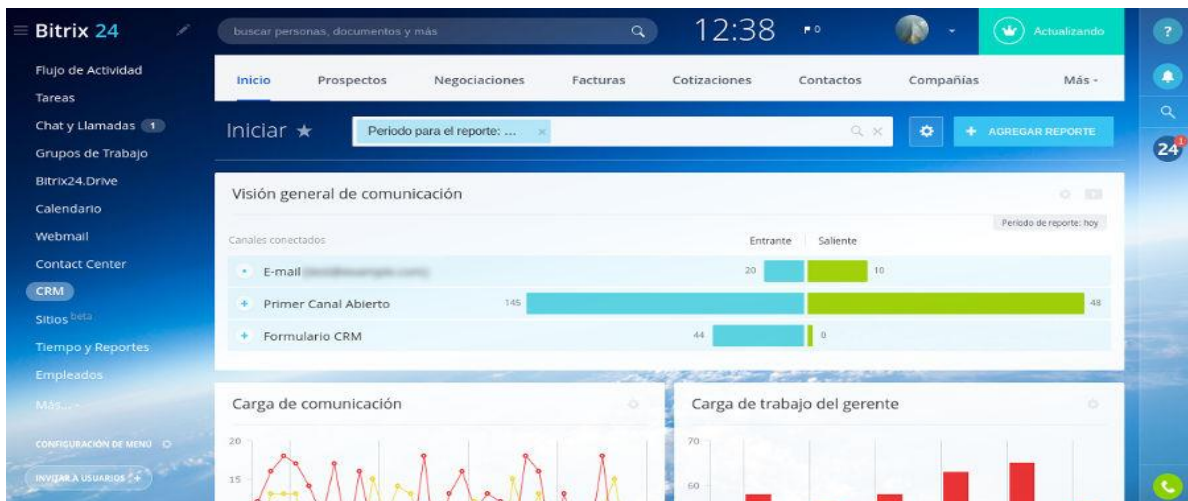 Bitrix 24
buscar personas, documentos y más
12:38
0
Actualizando
?
Flujo de Actividad
Tareas
Chat y Llamadas 1
Grupos de Trabajo
Bitrix24.Drive
Calendario
Webmail
Contact Center
CRM
Sitios beta
Tiempo y Reportes
Empleados
Más...
CONFIGURACIÓN DE MENÚ
INVITAR A USUARIOS +
Inicio Prospectos Negociaciones Facturas Cotizaciones Contactos Compañías Más
Iniciar
Periodo para el reporte: ... ×
+ AGREGAR REPORTE
24 1
Visión general de comunicación
Periodo de reporte: hoy
Canales conectados Entrante Saliente
E-mail 20 10
+ Primer Canal Abierto 145 48
+ Formulario CRM 44 0
Carga de comunicación
20
15
Carga de trabajo del gerente
70
60